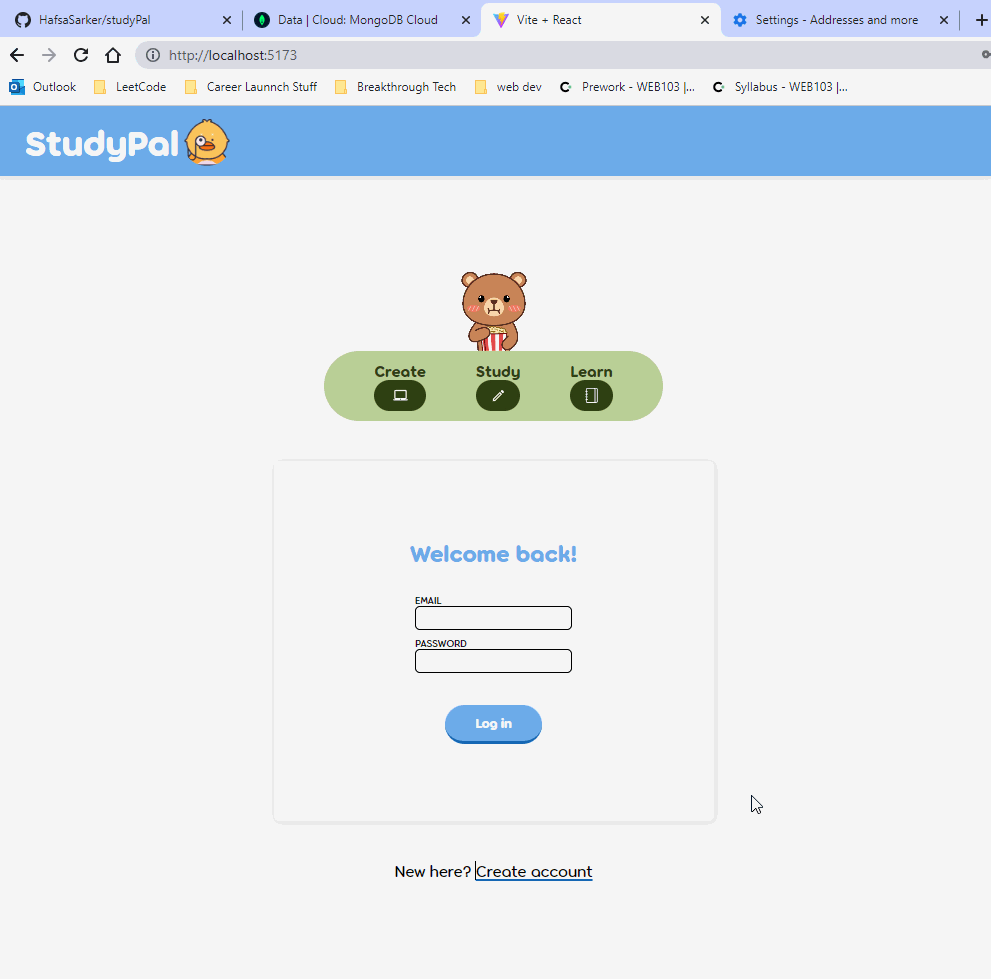 HafsaSarker/studyPal
Data | Cloud: MongoDB Cloud
Vite + React
Settings - Addresses and more
http://localhost:5173
Outlook
LeetCode
Career Launnch Stuff
Breakthrough Tech
web dev
Prework - WEB103 |...
Syllabus - WEB103 |...
StudyPal
Create Study Learn
Welcome back!
EMAIL
PASSWORD
Log in
New here? Create account